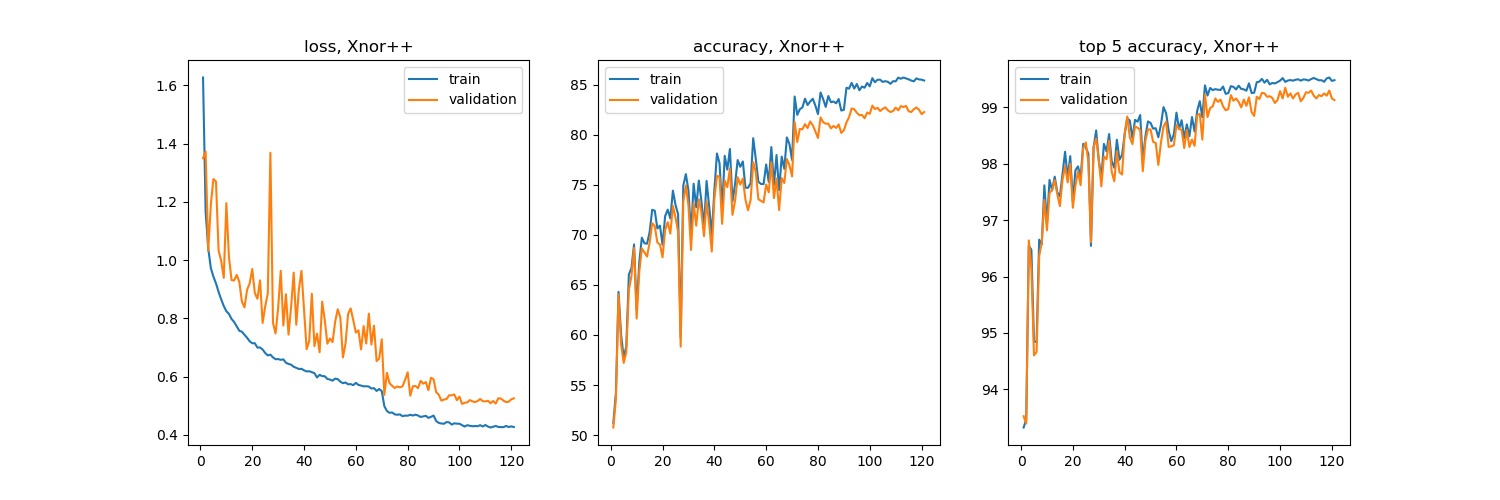 loss, Xnor++
train
validation
1.6
1.4
1.2
1.0
0.8
0.6
0.4
0 20 40 60 80 100 120
accuracy, Xnor++
train
validation
85
80
75
70
65
60
55
50
0 20 40 60 80 100 120
top 5 accuracy, Xnor++
train
validation
99
98
97
96
95
94
0 20 40 60 80 100 120